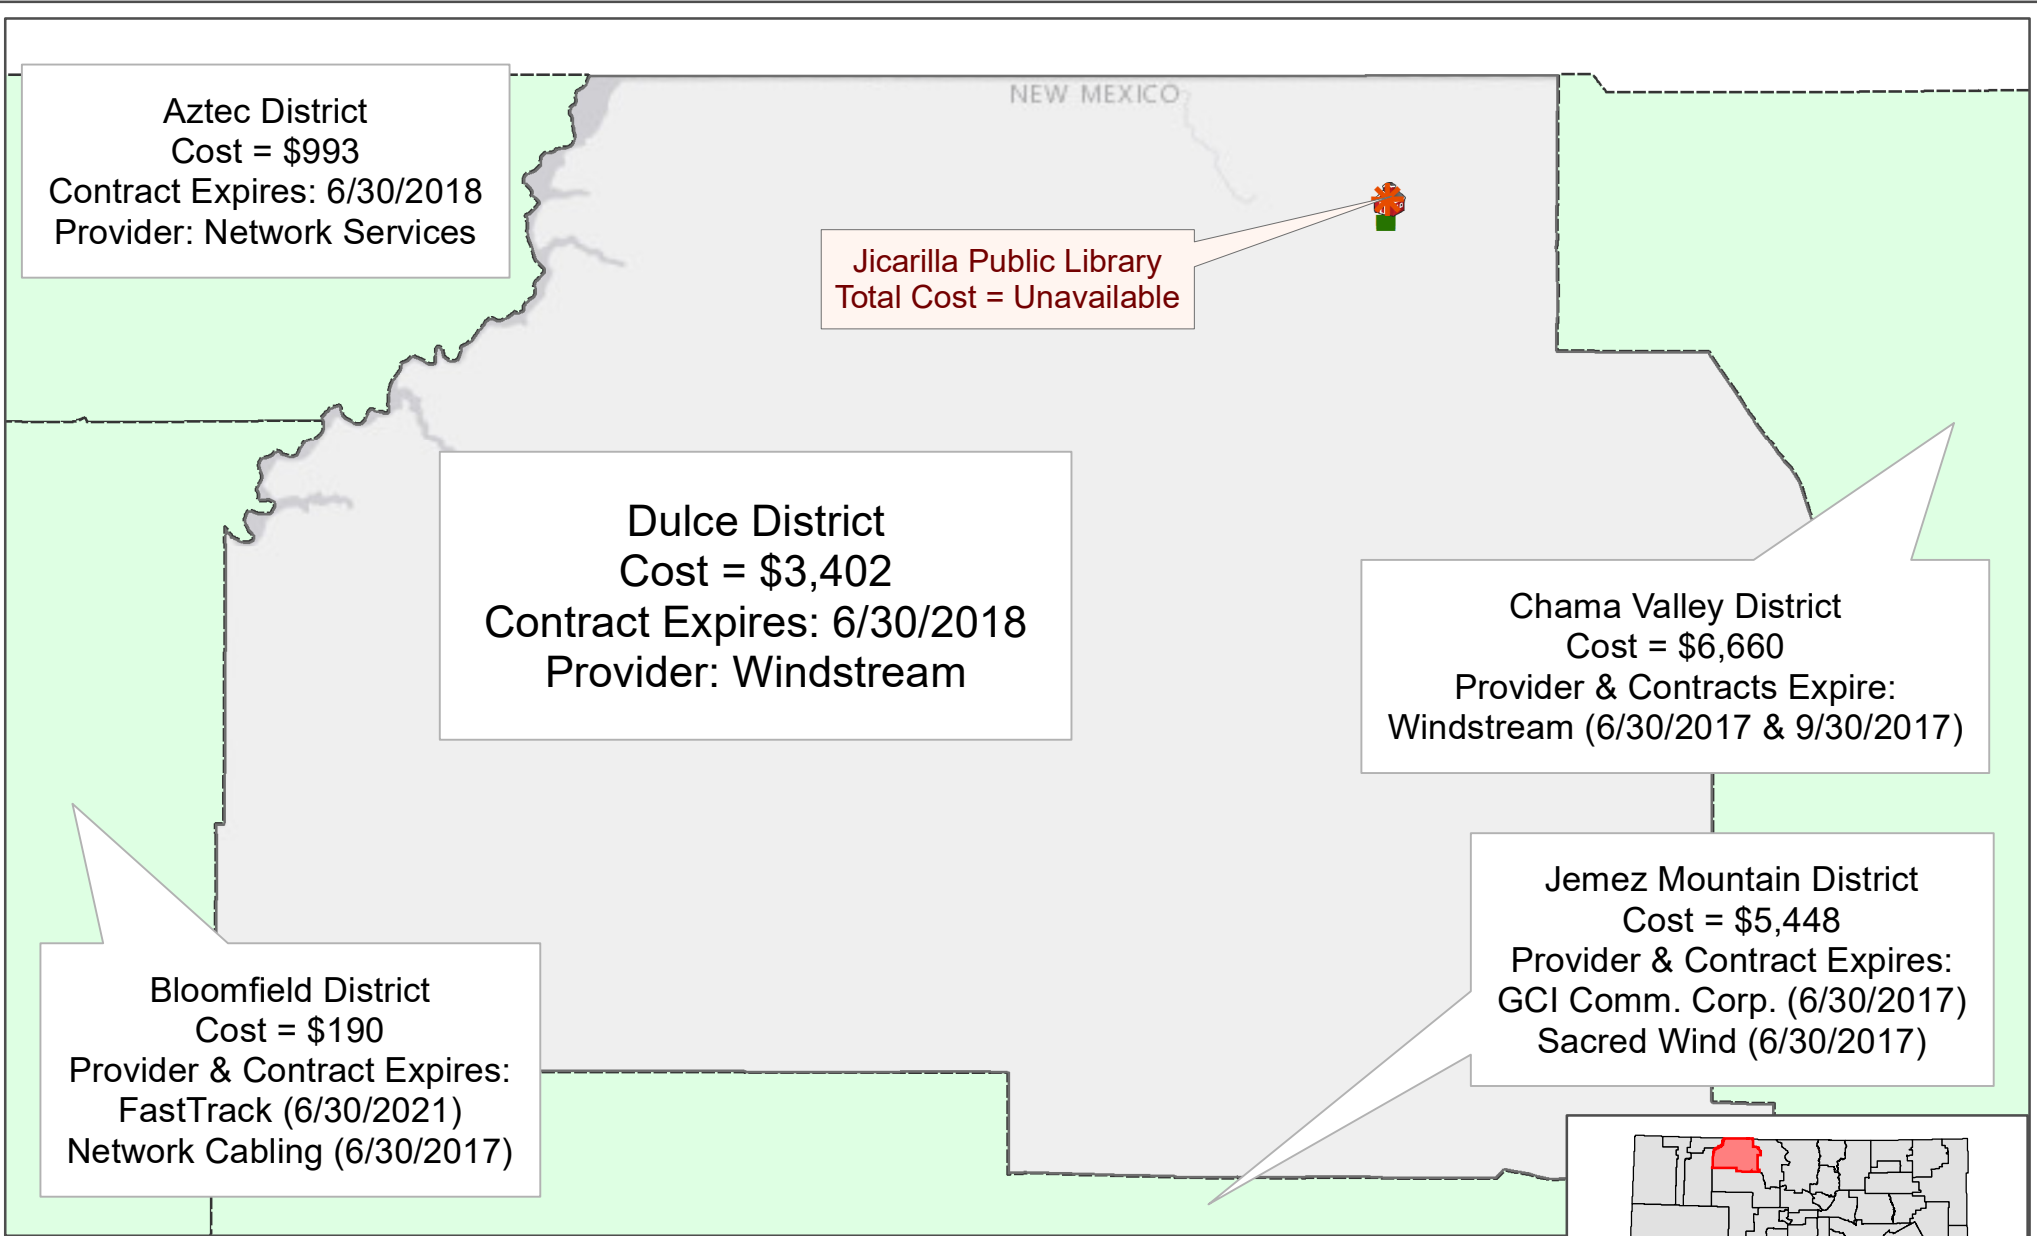 NEW MEXICO
Aztec District
Cost = $993
Contract Expires: 6/30/2018
Provider: Network Services
Jicarilla Public Library
Total Cost = Unavailable
Dulce District
Cost = $3,402
Contract Expires: 6/30/2018
Provider: Windstream
Chama Valley District
Cost = $6,660
Provider & Contracts Expire:
Windstream (6/30/2017 & 9/30/2017)
Jemez Mountain District
Cost = $5,448
Provider & Contract Expires:
GCI Comm. Corp. (6/30/2017)
Sacred Wind (6/30/2017)
Bloomfield District
Cost = $190
Provider & Contract Expires:
FastTrack (6/30/2021)
Network Cabling (6/30/2017)